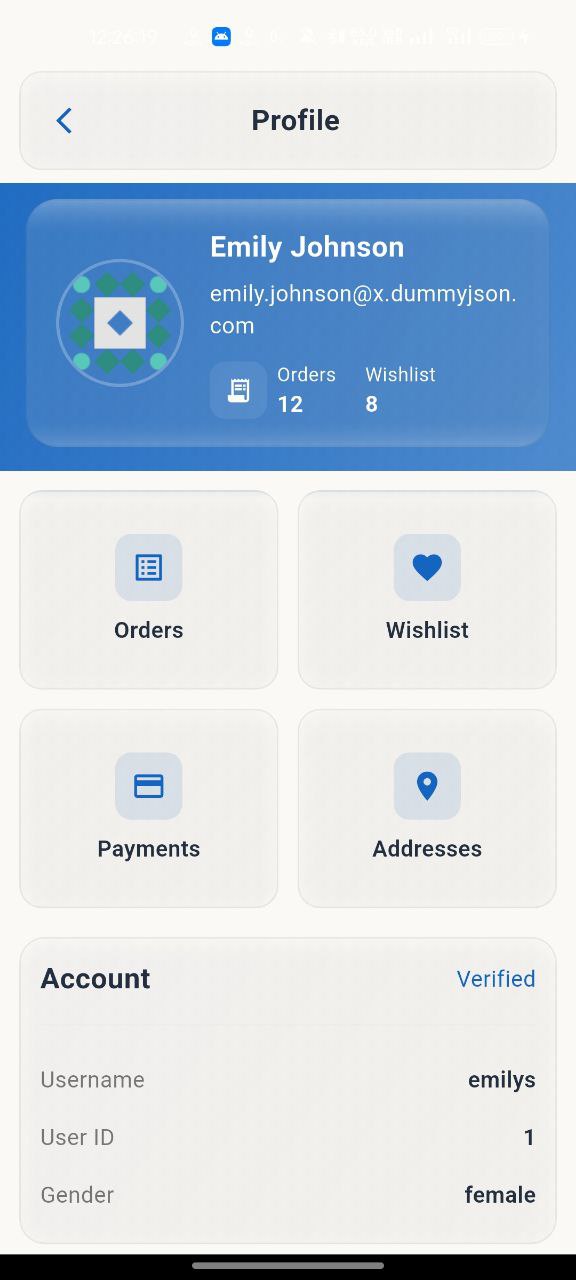 12:26:19
Profile
Emily Johnson
emily.johnson@x.dummyjson.
com
Orders Wishlist
12 8
Orders Wishlist
Payments Addresses
Account Verified
Username emilys
User ID 1
Gender female